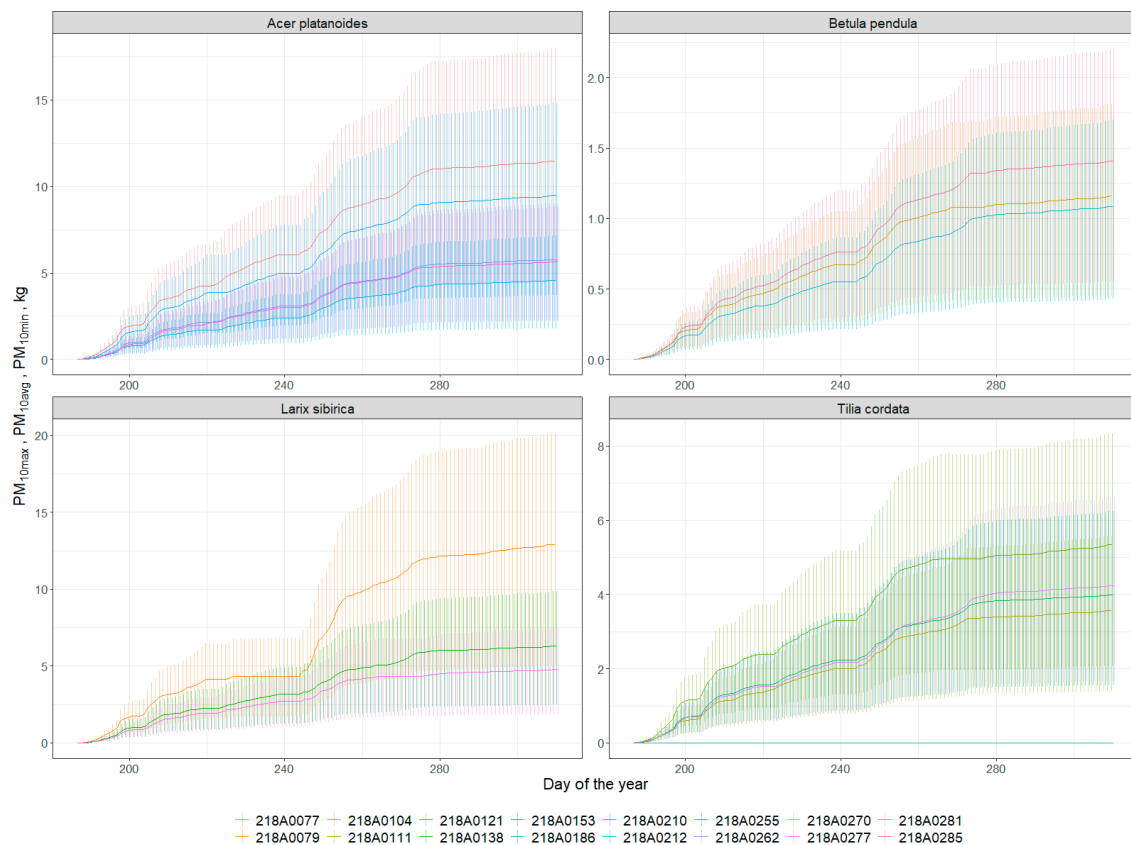 Acer platanoides
Betula pendula
15
10
5
0
2.0
1.5
1.0
0.5
0.0
200 240 280
200 240 280
Larix sibirica
Tilia cordata
20
15
10
5
0
8
6
4
2
0
200 240 280
200 240 280
PM10max , PM10avg , PM10min , kg
Day of the year
218A0077 218A0104 218A0121 218A0153 218A0210 218A0255 218A0270 218A0281
218A0079 218A0111 218A0138 218A0186 218A0212 218A0262 218A0277 218A0285